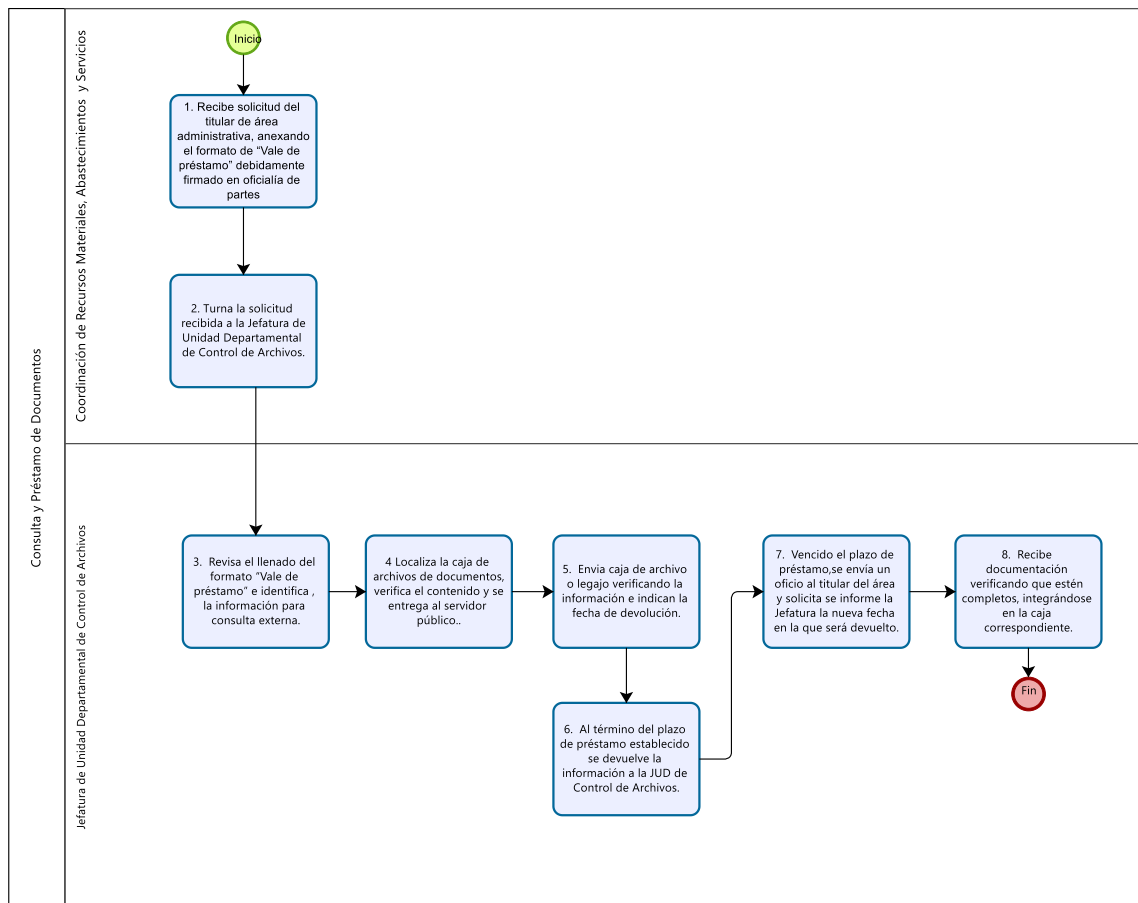 Consulta y Préstamo de Documentos
Coordinación de Recursos Materiales, Abastecimientos y Servicios
Inicio
1. Recibe solicitud del
titular de área
administrativa, anexando
el formato de “Vale de
préstamo” debidamente
firmado en oficialía de
partes
2. Turna la solicitud
recibida a la Jefatura de
Unidad Departamental
de Control de Archivos.
Jefatura de Unidad Departamental de Control de Archivos
3. Revisa el llenado del
formato “Vale de
préstamo” e identifica ,
la información para
consulta externa.
4 Localiza la caja de
archivos de documentos,
verifica el contenido y se
entrega al servidor
público..
5. Envia caja de archivo
o legajo verificando la
información e indican la
fecha de devolución.
6. Al término del plazo
de préstamo establecido
se devuelve la
información a la JUD de
Control de Archivos.
7. Vencido el plazo de
préstamo,se envía un
oficio al titular del área
y solicita se informe la
Jefatura la nueva fecha
en la que será devuelto.
8. Recibe
documentación
verificando que estén
completos, integrándose
en la caja
correspondiente.
Fin